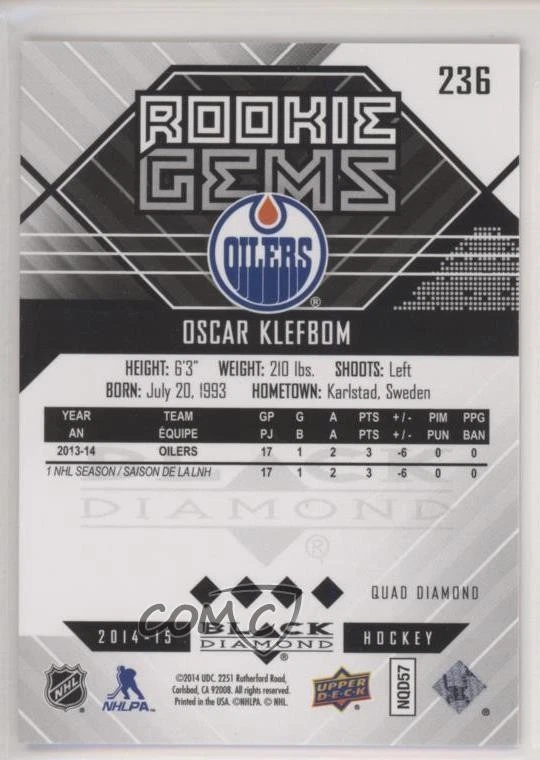 236
ROOKIE
GEMS
OILERS
®
OSCAR KLEFBOM
HEIGHT: 6'3" WEIGHT: 210 lbs. SHOOTS: Left
BORN: July 20, 1993 HOMETOWN: Karlstad, Sweden
YEAR TEAM GP G A PTS +/- PIM PPG
AN ÉQUIPE PJ B A PTS +/- PUN BAN
2013-14 OILERS 17 1 2 3 -6 0 0
1 NHL SEASON / SAISON DE LA LNH 17 1 2 3 -6 0 0
BLACK
DIAMOND
®
QUAD DIAMOND
COMC
2014-15 BLACK DIAMOND ® HOCKEY
NHL NHLPA
©2014 UDC. 2251 Rutherford Road,
Carlsbad, CA 92008. All rights reserved.
Printed in the USA. ©NHLPA. © NHL.
UPPER DECK
NQD57
®